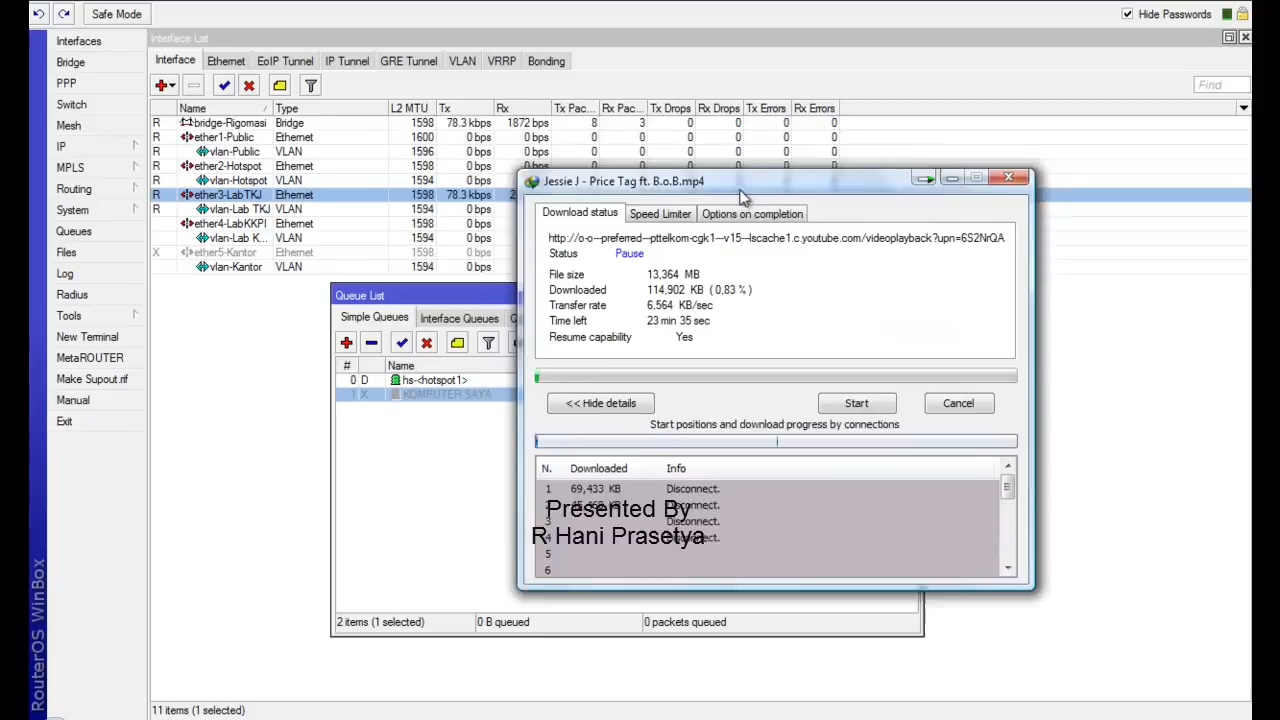 Safe Mode
Hide Passwords
Interfaces
Bridge
PPP
Switch
Mesh
IP
MPLS
Routing
System
Queues
Files
Log
Radius
Tools
New Terminal
MetaROUTER
Make Supout.rif
Manual
Exit
RouterOS WinBox
Interface List
Interface Ethernet EoIP Tunnel IP Tunnel GRE Tunnel VLAN VRRP Bonding
Find
Name Type L2 MTU Tx Rx Tx Pac... Rx Pac... Tx Drops Rx Drops Tx Errors Rx Errors
R bridge-Rigomasi Bridge 1598 78.3 kbps 1872 bps 8 3 0 0 0 0
R ether1-Public Ethernet 1600 0 bps 0 bps 0 0 0 0 0 0
R vlan-Public VLAN 1596 0 bps 0 bps 0 0 0 0 0 0
R ether2-Hotspot Ethernet 1598 0 bps 0 bps 0 0 0 0 0 0
R vlan-Hotspot VLAN 1594 0 bps
R ether3-LabTKJ Ethernet 1598 78.3 kbps
R vlan-Lab TKJ VLAN 1594 0 bps
ether4-LabKKPI Ethernet 1598 0 bps
vlan-Lab K... VLAN 1594 0 bps
X ether5-Kantor Ethernet 1598 0 bps
vlan-Kantor VLAN 1594 0 bps
11 items (1 selected)
Queue List
Simple Queues Interface Queues
# Name
0 D hs-<hotspot1>
1 X KOMPUTER SAYA
2 items (1 selected) 0 B queued 0 packets queued
Jessie J - Price Tag ft. B.o.B.mp4
Download status Speed Limiter Options on completion
http://o-o---preferred---pttelkom-cgk1---v15---lscache1.c.youtube.com/videoplayback?upn=6S2NrQA
Status Pause
File size 13,364 MB
Downloaded 114,902 KB ( 0,83 % )
Transfer rate 6,564 KB/sec
Time left 23 min 35 sec
Resume capability Yes
<< Hide details Start Cancel
Start positions and download progress by connections
N. Downloaded Info
1 69,433 KB Disconnect.
Disconnect.
3 Disconnect.
4 Disconnect.
5
6
Presented By
R Hani Prasetya